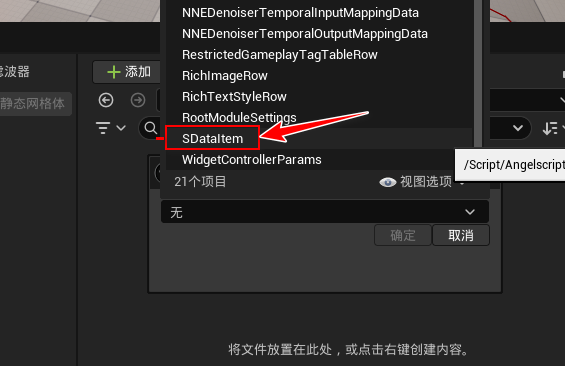 NNEDenoiserTemporalInputMappingData
NNEDenoiserTemporalOutputMappingData
滤波器
添加
RestrictedGameplayTagTableRow
RichImageRow
静态网格体
RichTextStyleRow
RootModuleSettings
SDataItem
WidgetControllerParams
/Script/Angelscript
21个项目
视图选项
无
确定
取消
将文件放置在此处，或点击右键创建内容。